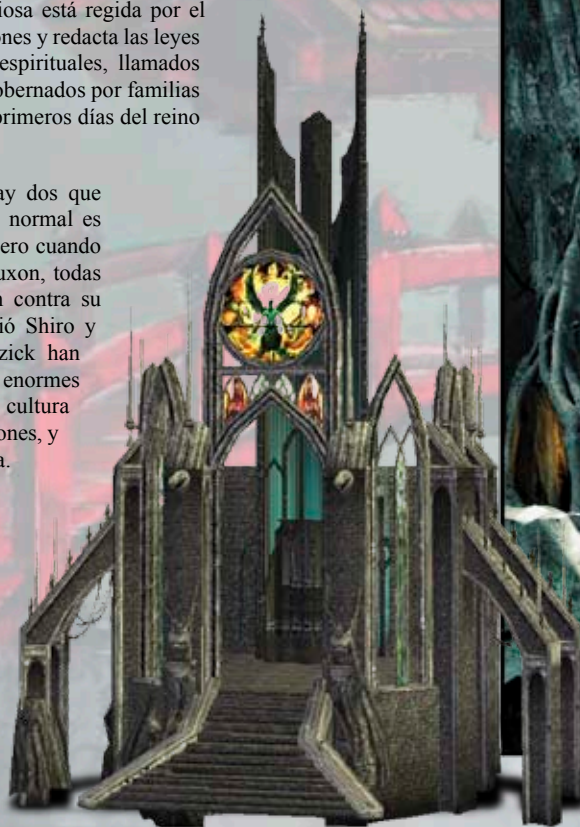 iosa está regida por el
ones y redacta las leyes
espirituales, llamados
obernados por familias
primeros días del reino
ay dos que
normal es
ero cuando
uxon, todas
n contra su
ió Shiro y
zick han
enormes
cultura
ones, y
a.